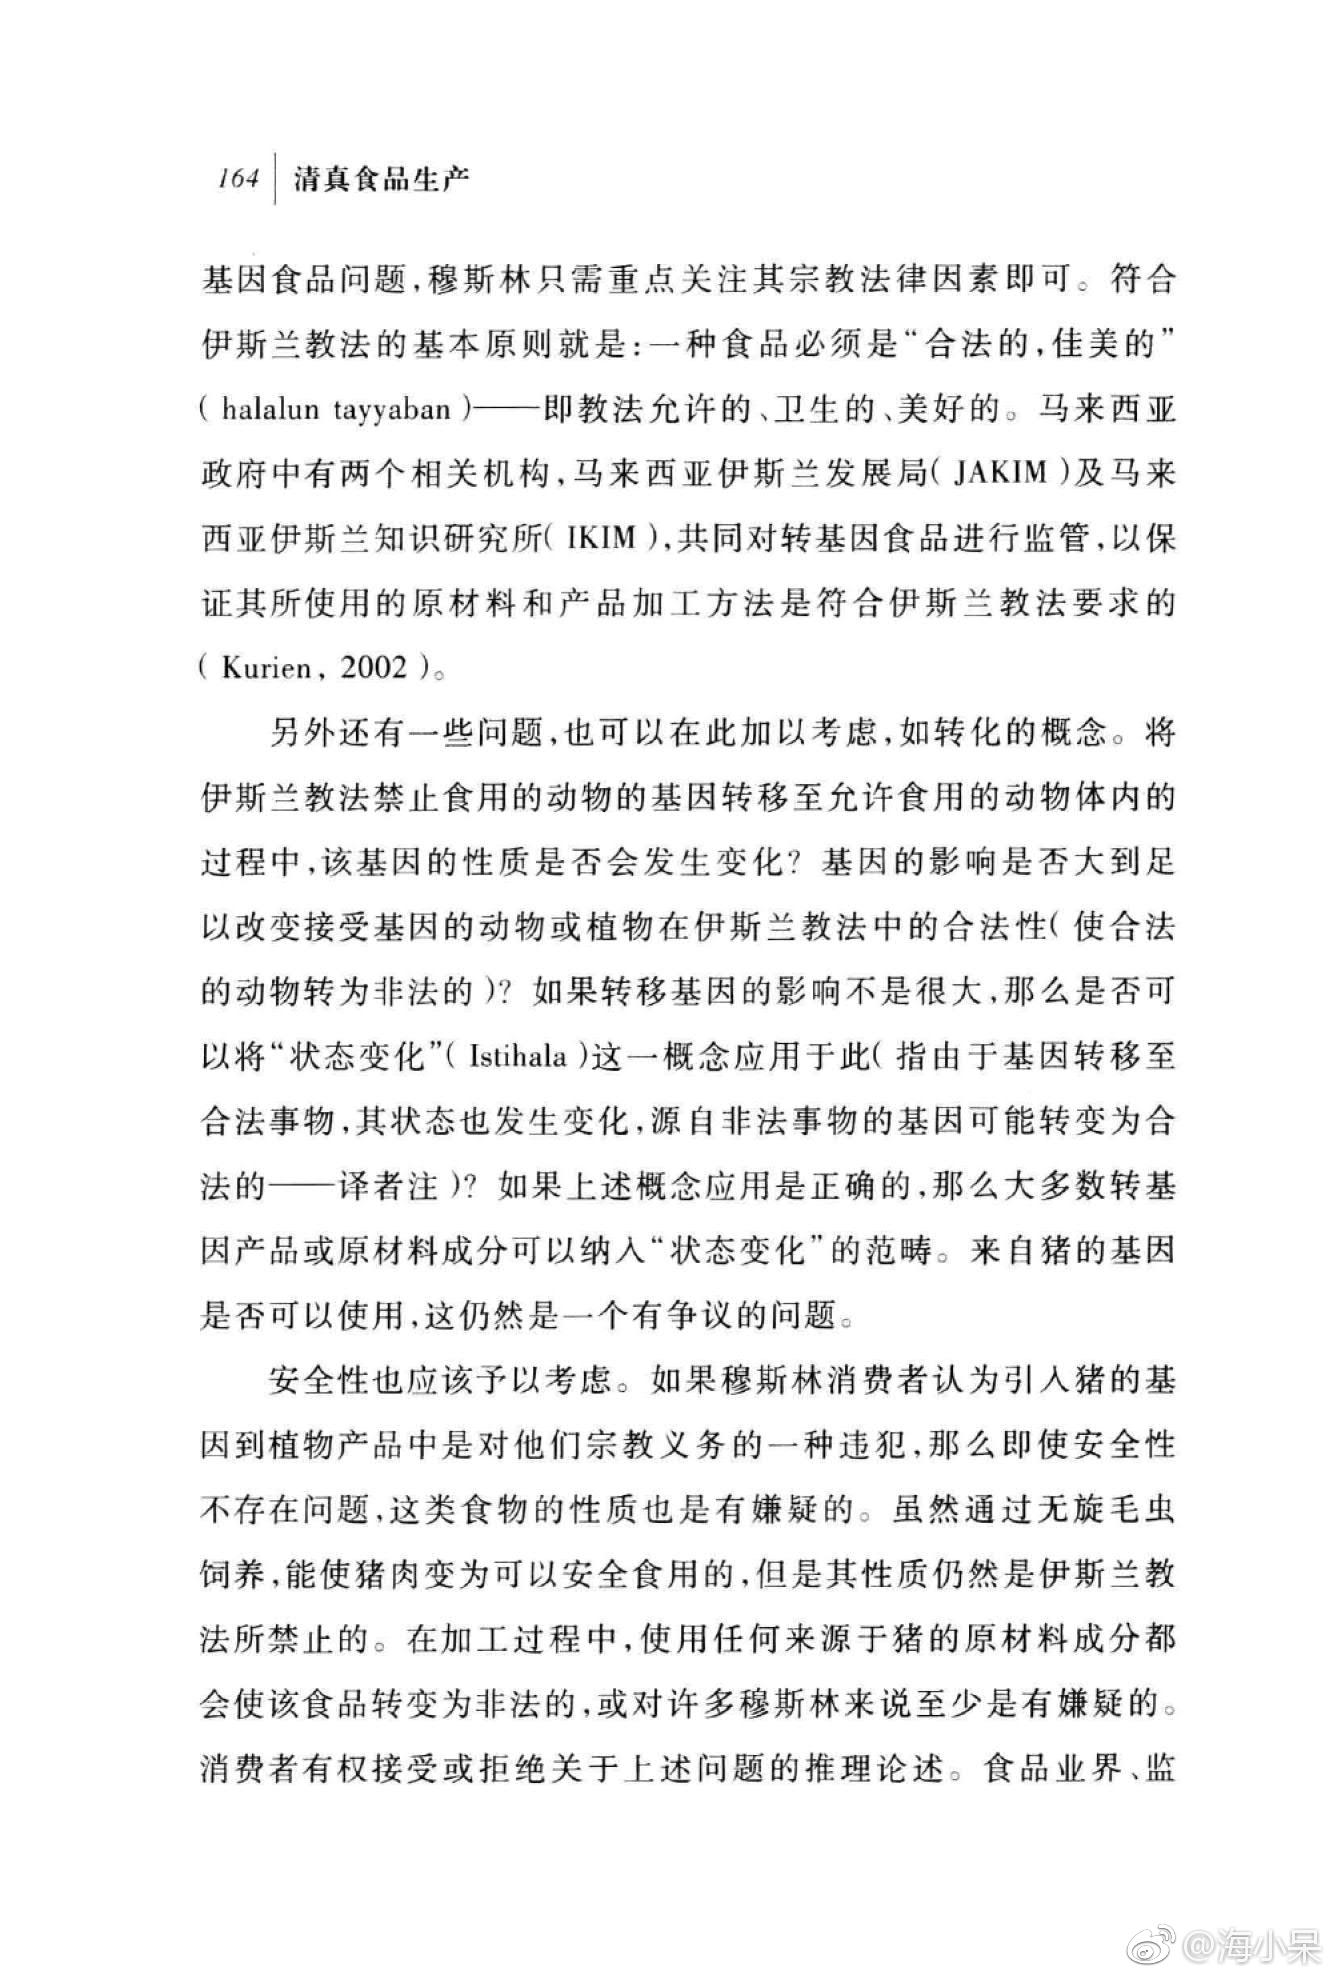 164 清真食品生产
基因食品问题,穆斯林只需重点关注其宗教法律因素即可。符合
伊斯兰教法的基本原则就是:一种食品必须是“合法的,佳美的”
(halalun tayyaban)——即教法允许的、卫生的、美好的。马来西亚
政府中有两个相关机构,马来西亚伊斯兰发展局(JAKIM)及马来
西亚伊斯兰知识研究所(IKIM),共同对转基因食品进行监管,以保
证其所使用的原材料和产品加工方法是符合伊斯兰教法要求的
(Kurien, 2002)。
另外还有一些问题,也可以在此加以考虑,如转化的概念。将
伊斯兰教法禁止食用的动物的基因转移至允许食用的动物体内的
过程中,该基因的性质是否会发生变化?基因的影响是否大到足
以改变接受基因的动物或植物在伊斯兰教法中的合法性(使合法
的动物转为非法的)?如果转移基因的影响不是很大,那么是否可
以将“状态变化”(Istihala)这一概念应用于此(指由于基因转移至
合法事物,其状态也发生变化,源自非法事物的基因可能转变为合
法的——译者注)?如果上述概念应用是正确的,那么大多数转基
因产品或原材料成分可以纳入“状态变化”的范畴。来自猪的基因
是否可以使用,这仍然是一个有争议的问题。
安全性也应该予以考虑。如果穆斯林消费者认为引入猪的基
因到植物产品中是对他们宗教义务的一种违犯,那么即使安全性
不存在问题,这类食物的性质也是有嫌疑的。虽然通过无旋毛虫
饲养,能使猪肉变为可以安全食用的,但是其性质仍然是伊斯兰教
法所禁止的。在加工过程中,使用任何来源于猪的原材料成分都
会使该食品转变为非法的,或对许多穆斯林来说至少是有嫌疑的。
消费者有权接受或拒绝关于上述问题的推理论述。食品业界、监
@海小呆